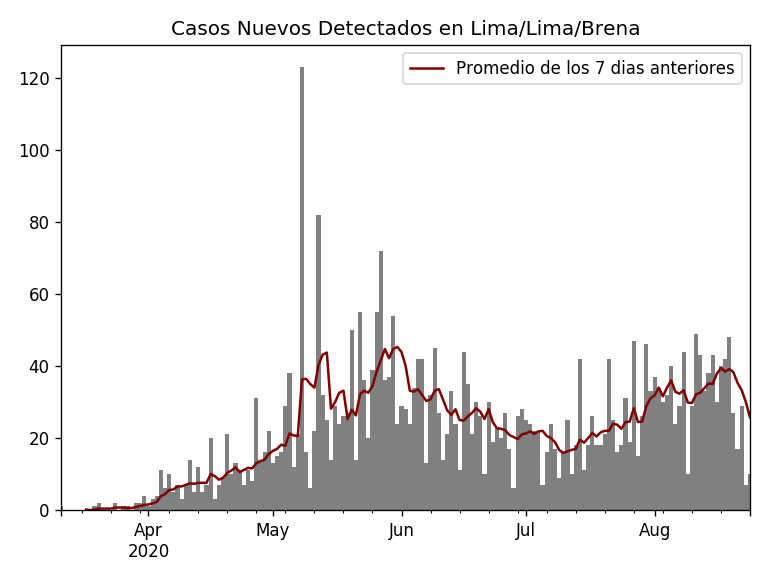 Casos Nuevos Detectados en Lima/Lima/Brena
Promedio de los 7 dias anteriores
120
100
80
60
40
20
0
Apr
2020
May
Jun
Jul
Aug